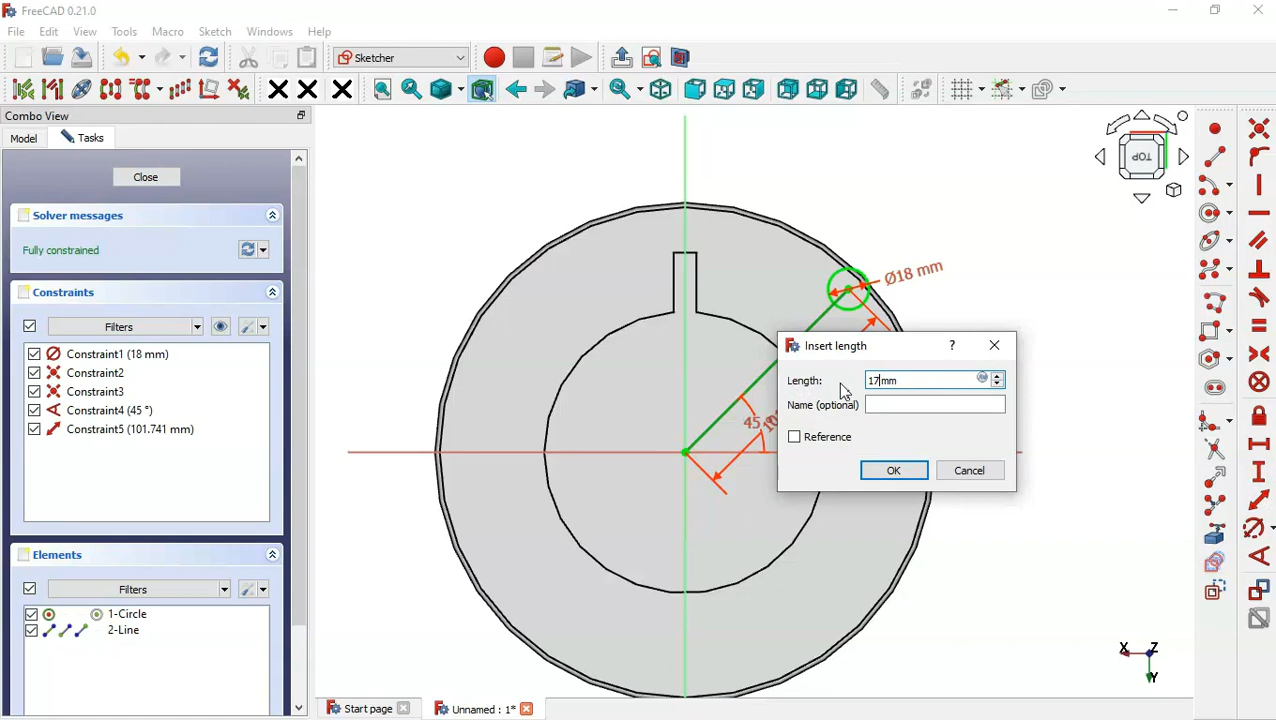 FreeCAD 0.21.0
File Edit View Tools Macro Sketch Windows Help
Sketcher
Combo View
Model Tasks
Close
Solver messages
Fully constrained
Constraints
Filters
Constraint1 (18 mm)
Constraint2
Constraint3
Constraint4 (45 °)
Constraint5 (101.741 mm)
Elements
Filters
1-Circle
2-Line
TOP
Ø18 mm
45
Insert length ?
Length: 17mm
Name (optional)
Reference
OK Cancel
X Z
Y
Start page Unnamed : 1*